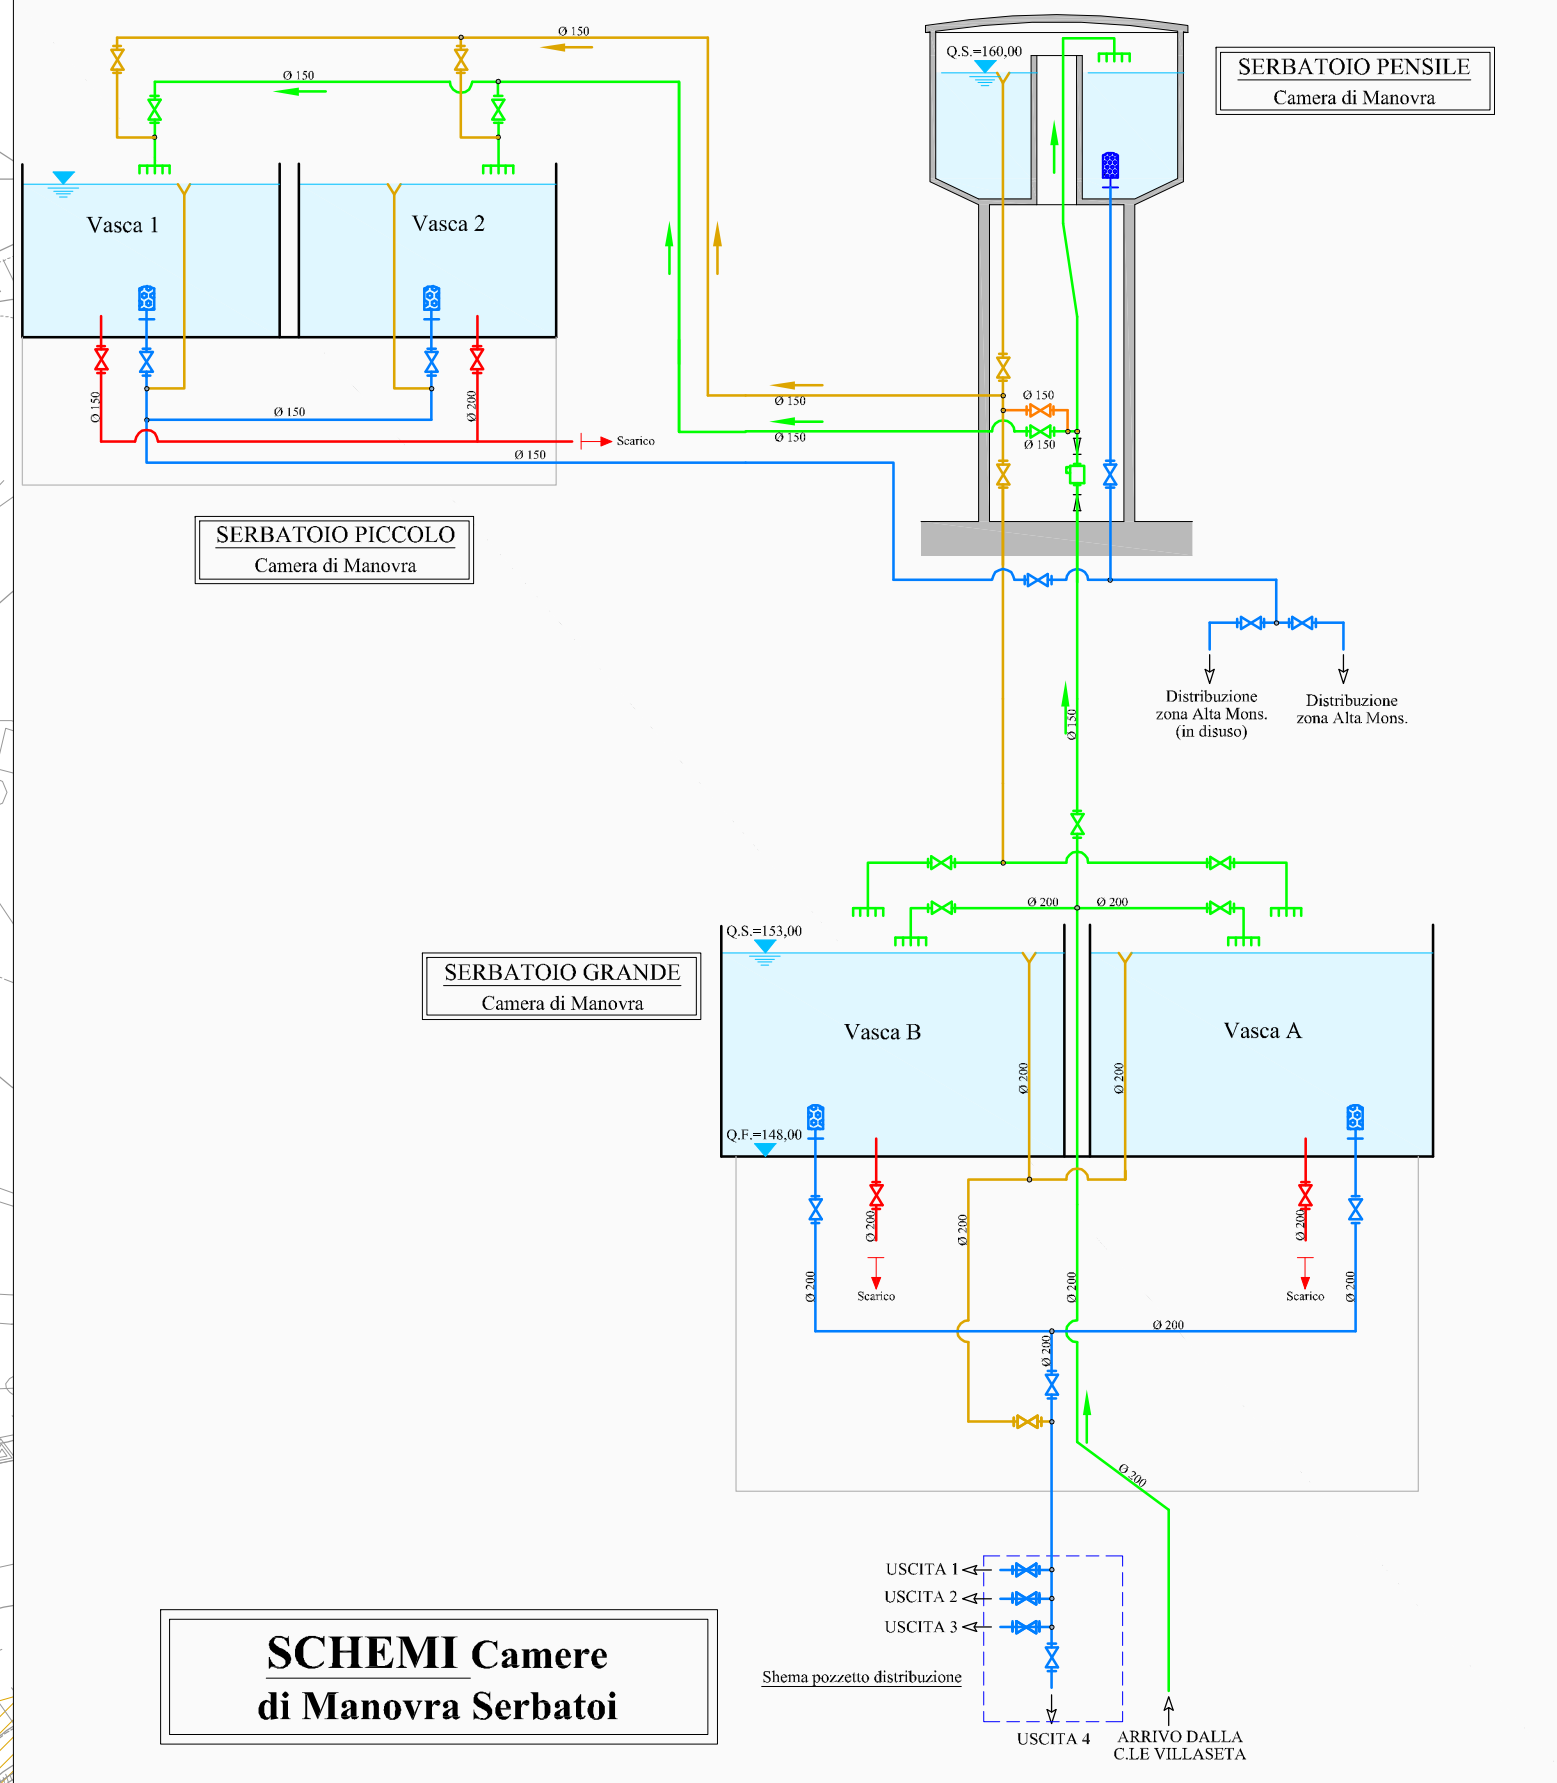 Ø 150
Q.S.=160,00
SERBATOIO PENSILE
Camera di Manovra
Ø 150
Vasca 1
Vasca 2
Ø 150
Ø 200
Ø 150
Scarico
Ø 150
Ø 150
Ø 150
Ø 150
Ø 150
SERBATOIO PICCOLO
Camera di Manovra
Distribuzione
zona Alta Mons.
(in disuso)
Distribuzione
zona Alta Mons.
Ø 150
Ø 200
Ø 200
Q.S.=153,00
SERBATOIO GRANDE
Camera di Manovra
Vasca B
Vasca A
Ø 200
Ø 200
Q.F.=148,00
Ø 200
Ø 200
Ø 200
Ø 200
Ø 200
Ø 200
Scarico
Scarico
Ø 200
Ø 200
Ø 200
Ø 200
USCITA 1
USCITA 2
USCITA 3
Shema pozzetto distribuzione
USCITA 4
ARRIVO DALLA
C.LE VILLASETA
SCHEMI Camere
di Manovra Serbatoi